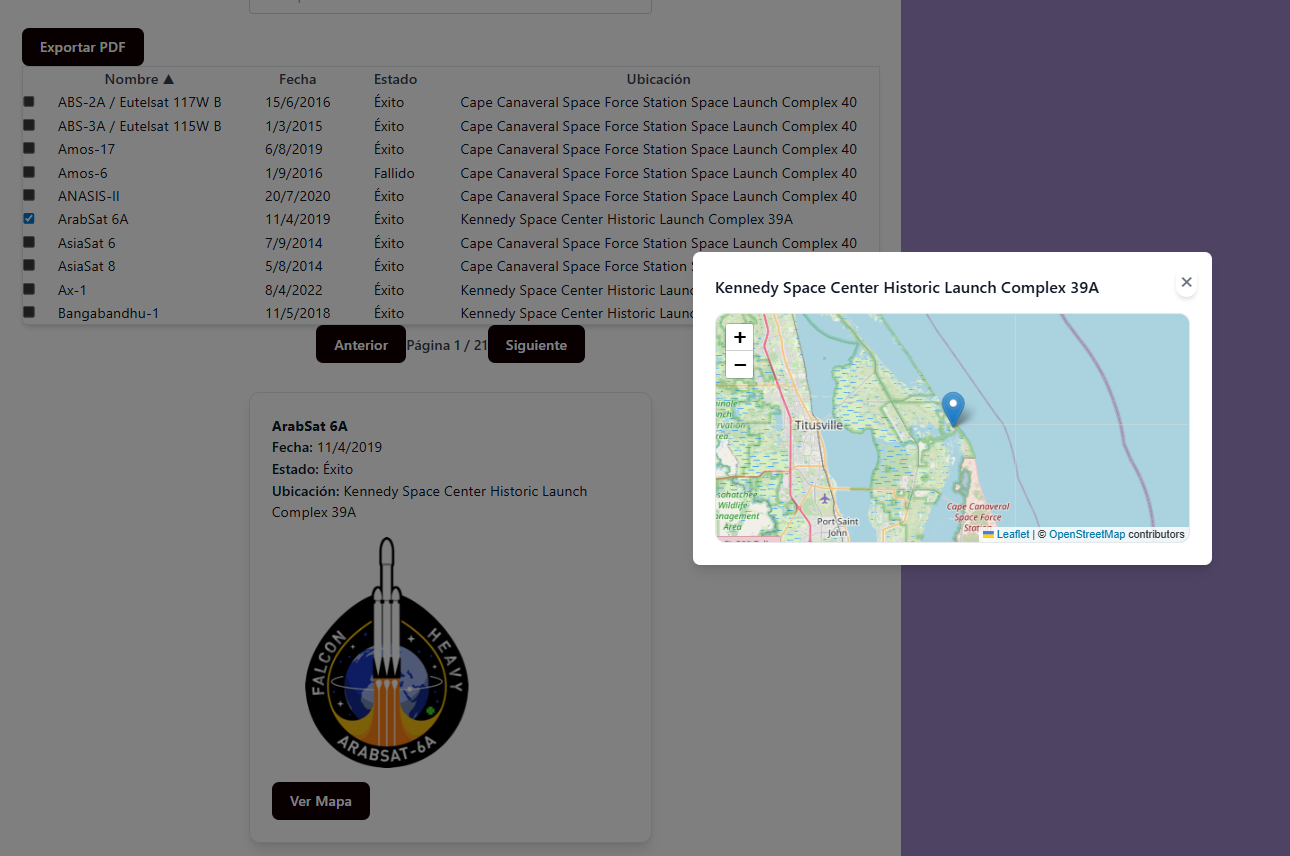 Exportar PDF
Nombre ▲ Fecha Estado Ubicación
ABS-2A / Eutelsat 117W B 15/6/2016 Éxito Cape Canaveral Space Force Station Space Launch Complex 40
ABS-3A / Eutelsat 115W B 1/3/2015 Éxito Cape Canaveral Space Force Station Space Launch Complex 40
Amos-17 6/8/2019 Éxito Cape Canaveral Space Force Station Space Launch Complex 40
Amos-6 1/9/2016 Fallido Cape Canaveral Space Force Station Space Launch Complex 40
ANASIS-II 20/7/2020 Éxito Cape Canaveral Space Force Station Space Launch Complex 40
ArabSat 6A 11/4/2019 Éxito Kennedy Space Center Historic Launch Complex 39A
AsiaSat 6 7/9/2014 Éxito Cape Canaveral Space Force Station Space Launch Complex 40
AsiaSat 8 5/8/2014 Éxito Cape Canaveral Space Force Station
Ax-1 8/4/2022 Éxito Kennedy Space Center Historic Laun
Bangabandhu-1 11/5/2018 Éxito Kennedy Space Center Historic Laun
Anterior Página 1 / 21 Siguiente
ArabSat 6A
Fecha: 11/4/2019
Estado: Éxito
Ubicación: Kennedy Space Center Historic Launch
Complex 39A
FALCON HEAVY
ARABSAT-6A
Ver Mapa
Kennedy Space Center Historic Launch Complex 39A
×
+
−
Titusville
Wildlife
Area
Port Saint
John
Cape Canaveral
Space Force
Leaflet | © OpenStreetMap contributors